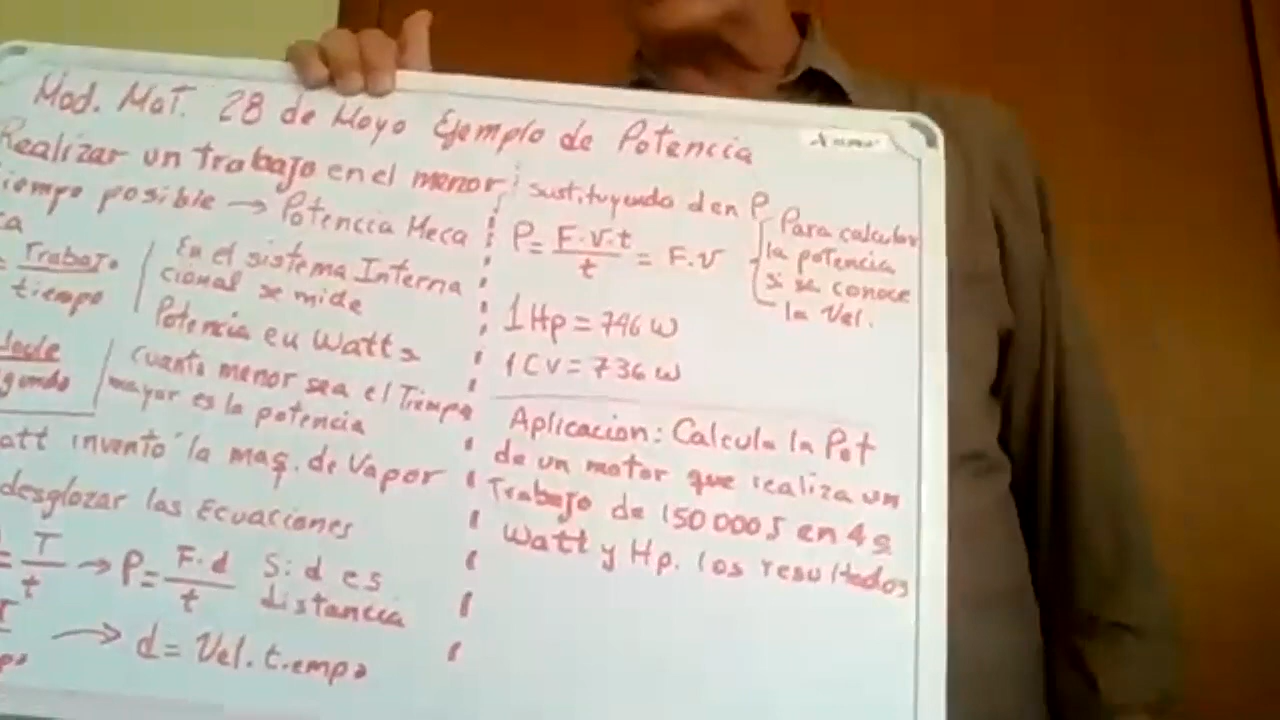 Mod. MaT. 28 de Mayo Ejemplo de Potencia
Realizar un trabajo en el menor
iempo posible → Potencia Meca
ca
= Trabajo
tiempo
En el sistema Interna
cional se mide
Potencia en Watts
Joule
gundo
cuanto menor sea el Tiempo
mayor es la potencia
att inventó la maq. de Vapor
desglozar las Ecuaciones
= T/t → P = F·d/t Si d es
distancia
→ d = Vel. tiempo
sustituyendo d en P
P = F·v·t/t = F.v
Para calcular
la potencia
si se conoce
la Vel.
1 Hp = 746 w
1 CV = 736 w
Aplicacion: Calcula la Pot
de un motor que realiza un
Trabajo de 150 000 J en 4 s
Watt y Hp. los resultados